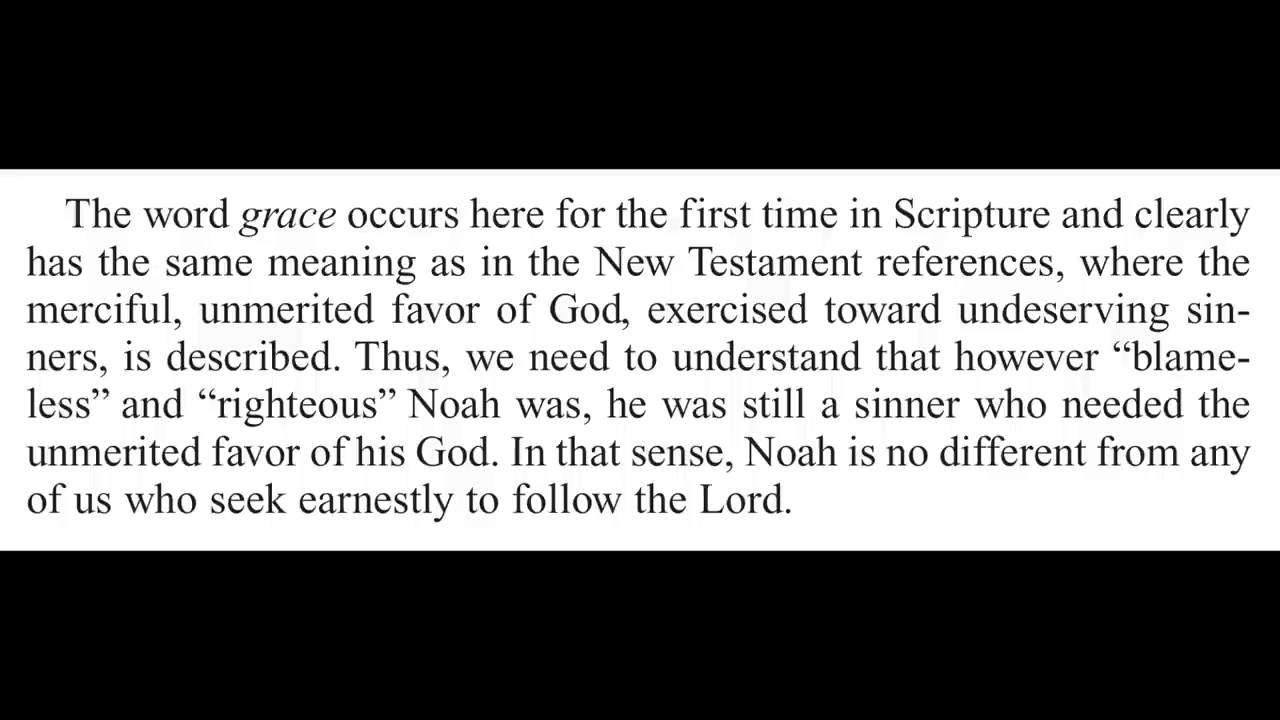 The word grace occurs here for the first time in Scripture and clearly
has the same meaning as in the New Testament references, where the
merciful, unmerited favor of God, exercised toward undeserving sin-
ners, is described. Thus, we need to understand that however “blame-
less” and “righteous” Noah was, he was still a sinner who needed the
unmerited favor of his God. In that sense, Noah is no different from any
of us who seek earnestly to follow the Lord.